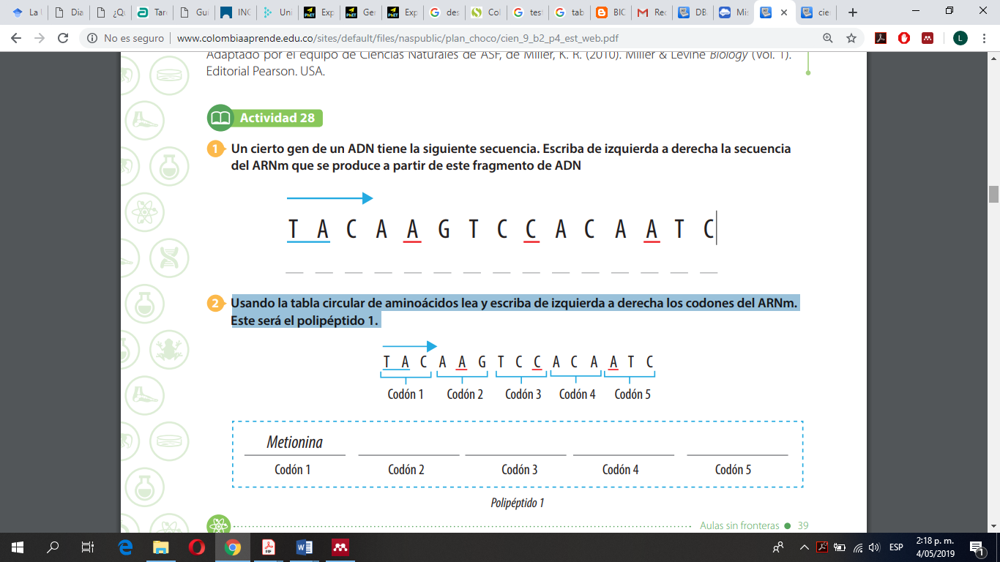 La l
Dia
¿Qu
Tare
Gui
INC
Uni
Exp
Ger
Exp
des
Col
test
tab
BIC
Rec
DB
Mis
cie
No es seguro | www.colombiaaprende.edu.co/sites/default/files/naspublic/plan_choco/cien_9_b2_p4_est_web.pdf
L
Adaptado por el equipo de Ciencias Naturales de ASF, de Miller, K. R. (2010). Miller & Levine Biology (Vol. 1).
Editorial Pearson. USA.
Actividad 28
1 Un cierto gen de un ADN tiene la siguiente secuencia. Escriba de izquierda a derecha la secuencia
del ARNm que se produce a partir de este fragmento de ADN
T A C A A G T C C A C A A T C
2 Usando la tabla circular de aminoácidos lea y escriba de izquierda a derecha los codones del ARNm.
Este será el polipéptido 1.
T A C A A G T C C A C A A T C
Codón 1 Codón 2 Codón 3 Codón 4 Codón 5
Metionina
Codón 1 Codón 2 Codón 3 Codón 4 Codón 5
Polipéptido 1
Aulas sin fronteras 39
ESP
2:18 p. m.
4/05/2019
1